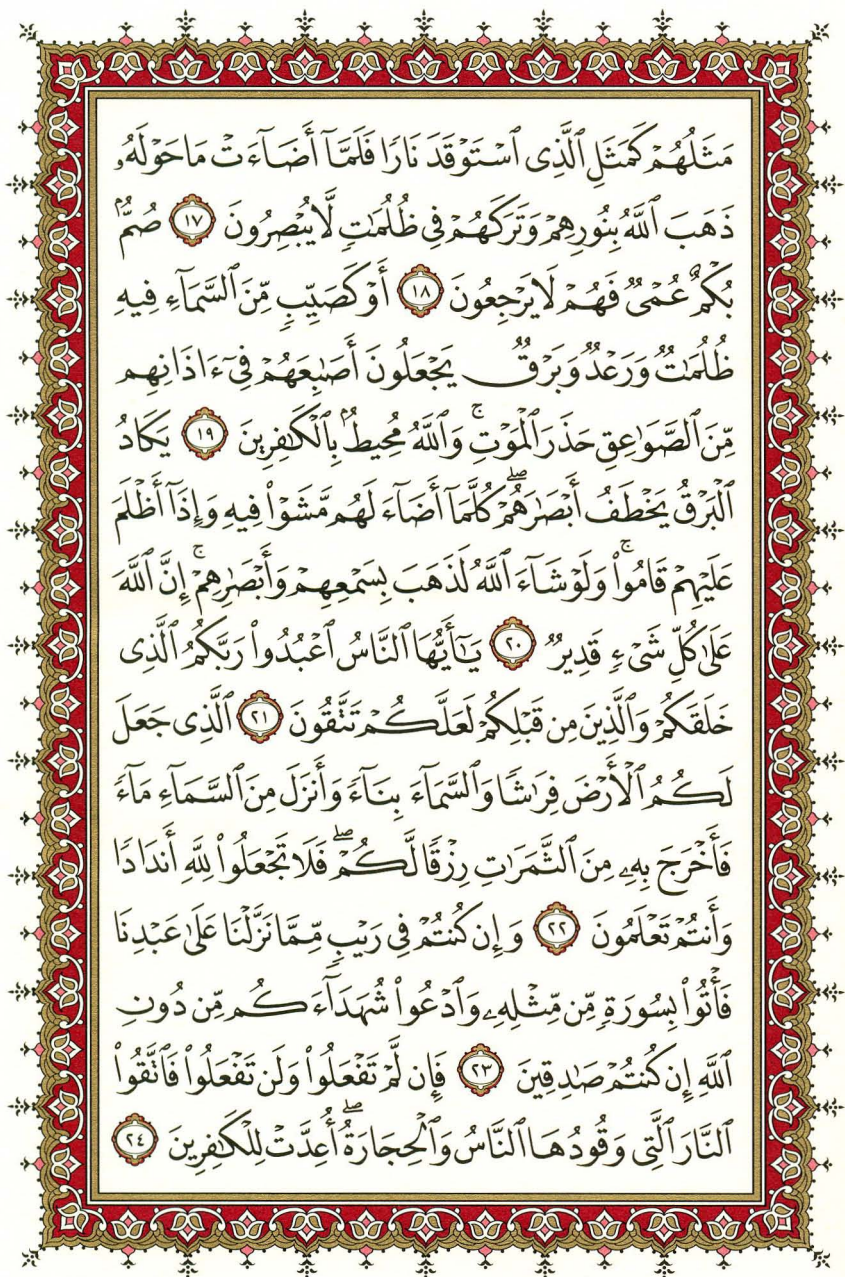 مَثَلُهُمْ كَمَثَلِ ٱلَّذِى ٱسْتَوْقَدَ نَارًا فَلَمَّآ أَضَآءَتْ مَا حَوْلَهُۥ
ذَهَبَ ٱللَّهُ بِنُورِهِمْ وَتَرَكَهُمْ فِى ظُلُمَٰتٍ لَّا يُبْصِرُونَ ١٧ صُمٌّۢ
بُكْمٌ عُمْىٌ فَهُمْ لَا يَرْجِعُونَ ١٨ أَوْ كَصَيِّبٍ مِّنَ ٱلسَّمَآءِ فِيهِ
ظُلُمَٰتٌ وَرَعْدٌ وَبَرْقٌ يَجْعَلُونَ أَصَٰبِعَهُمْ فِىٓ ءَاذَانِهِم
مِّنَ ٱلصَّوَٰعِقِ حَذَرَ ٱلْمَوْتِ ۚ وَٱللَّهُ مُحِيطٌۢ بِٱلْكَٰفِرِينَ ١٩ يَكَادُ
ٱلْبَرْقُ يَخْطَفُ أَبْصَٰرَهُمْ ۖ كُلَّمَآ أَضَآءَ لَهُم مَّشَوْا۟ فِيهِ وَإِذَآ أَظْلَمَ
عَلَيْهِمْ قَامُوا۟ ۚ وَلَوْ شَآءَ ٱللَّهُ لَذَهَبَ بِسَمْعِهِمْ وَأَبْصَٰرِهِمْ ۚ إِنَّ ٱللَّهَ
عَلَىٰ كُلِّ شَىْءٍ قَدِيرٌ ٢٠ يَٰٓأَيُّهَا ٱلنَّاسُ ٱعْبُدُوا۟ رَبَّكُمُ ٱلَّذِى
خَلَقَكُمْ وَٱلَّذِينَ مِن قَبْلِكُمْ لَعَلَّكُمْ تَتَّقُونَ ٢١ ٱلَّذِى جَعَلَ
لَكُمُ ٱلْأَرْضَ فِرَٰشًا وَٱلسَّمَآءَ بِنَآءً وَأَنزَلَ مِنَ ٱلسَّمَآءِ مَآءً
فَأَخْرَجَ بِهِۦ مِنَ ٱلثَّمَرَٰتِ رِزْقًا لَّكُمْ ۖ فَلَا تَجْعَلُوا۟ لِلَّهِ أَندَادًا
وَأَنتُمْ تَعْلَمُونَ ٢٢ وَإِن كُنتُمْ فِى رَيْبٍ مِّمَّا نَزَّلْنَا عَلَىٰ عَبْدِنَا
فَأْتُوا۟ بِسُورَةٍ مِّن مِّثْلِهِۦ وَٱدْعُوا۟ شُهَدَآءَكُم مِّن دُونِ
ٱللَّهِ إِن كُنتُمْ صَٰدِقِينَ ٢٣ فَإِن لَّمْ تَفْعَلُوا۟ وَلَن تَفْعَلُوا۟ فَٱتَّقُوا۟
ٱلنَّارَ ٱلَّتِى وَقُودُهَا ٱلنَّاسُ وَٱلْحِجَارَةُ ۖ أُعِدَّتْ لِلْكَٰفِرِينَ ٢٤